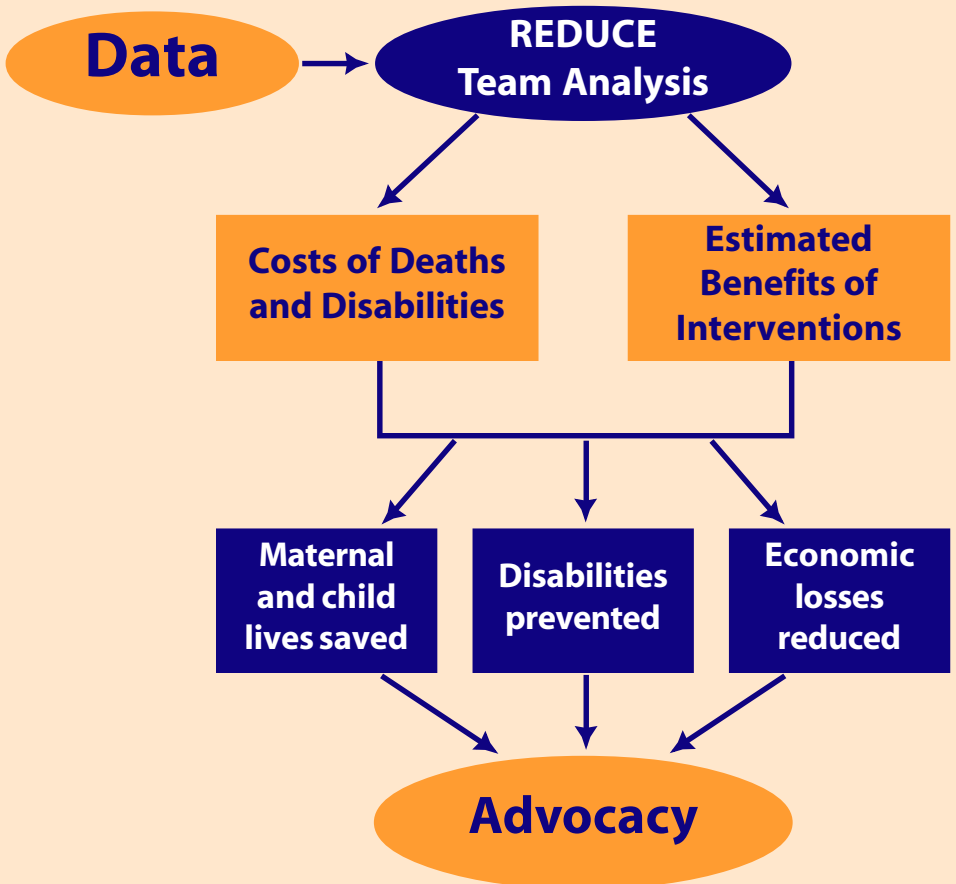 Data
REDUCE
Team Analysis
Costs of Deaths
and Disabilities
Estimated
Benefits of
Interventions
Maternal
and child
lives saved
Disabilities
prevented
Economic
losses
reduced
Advocacy